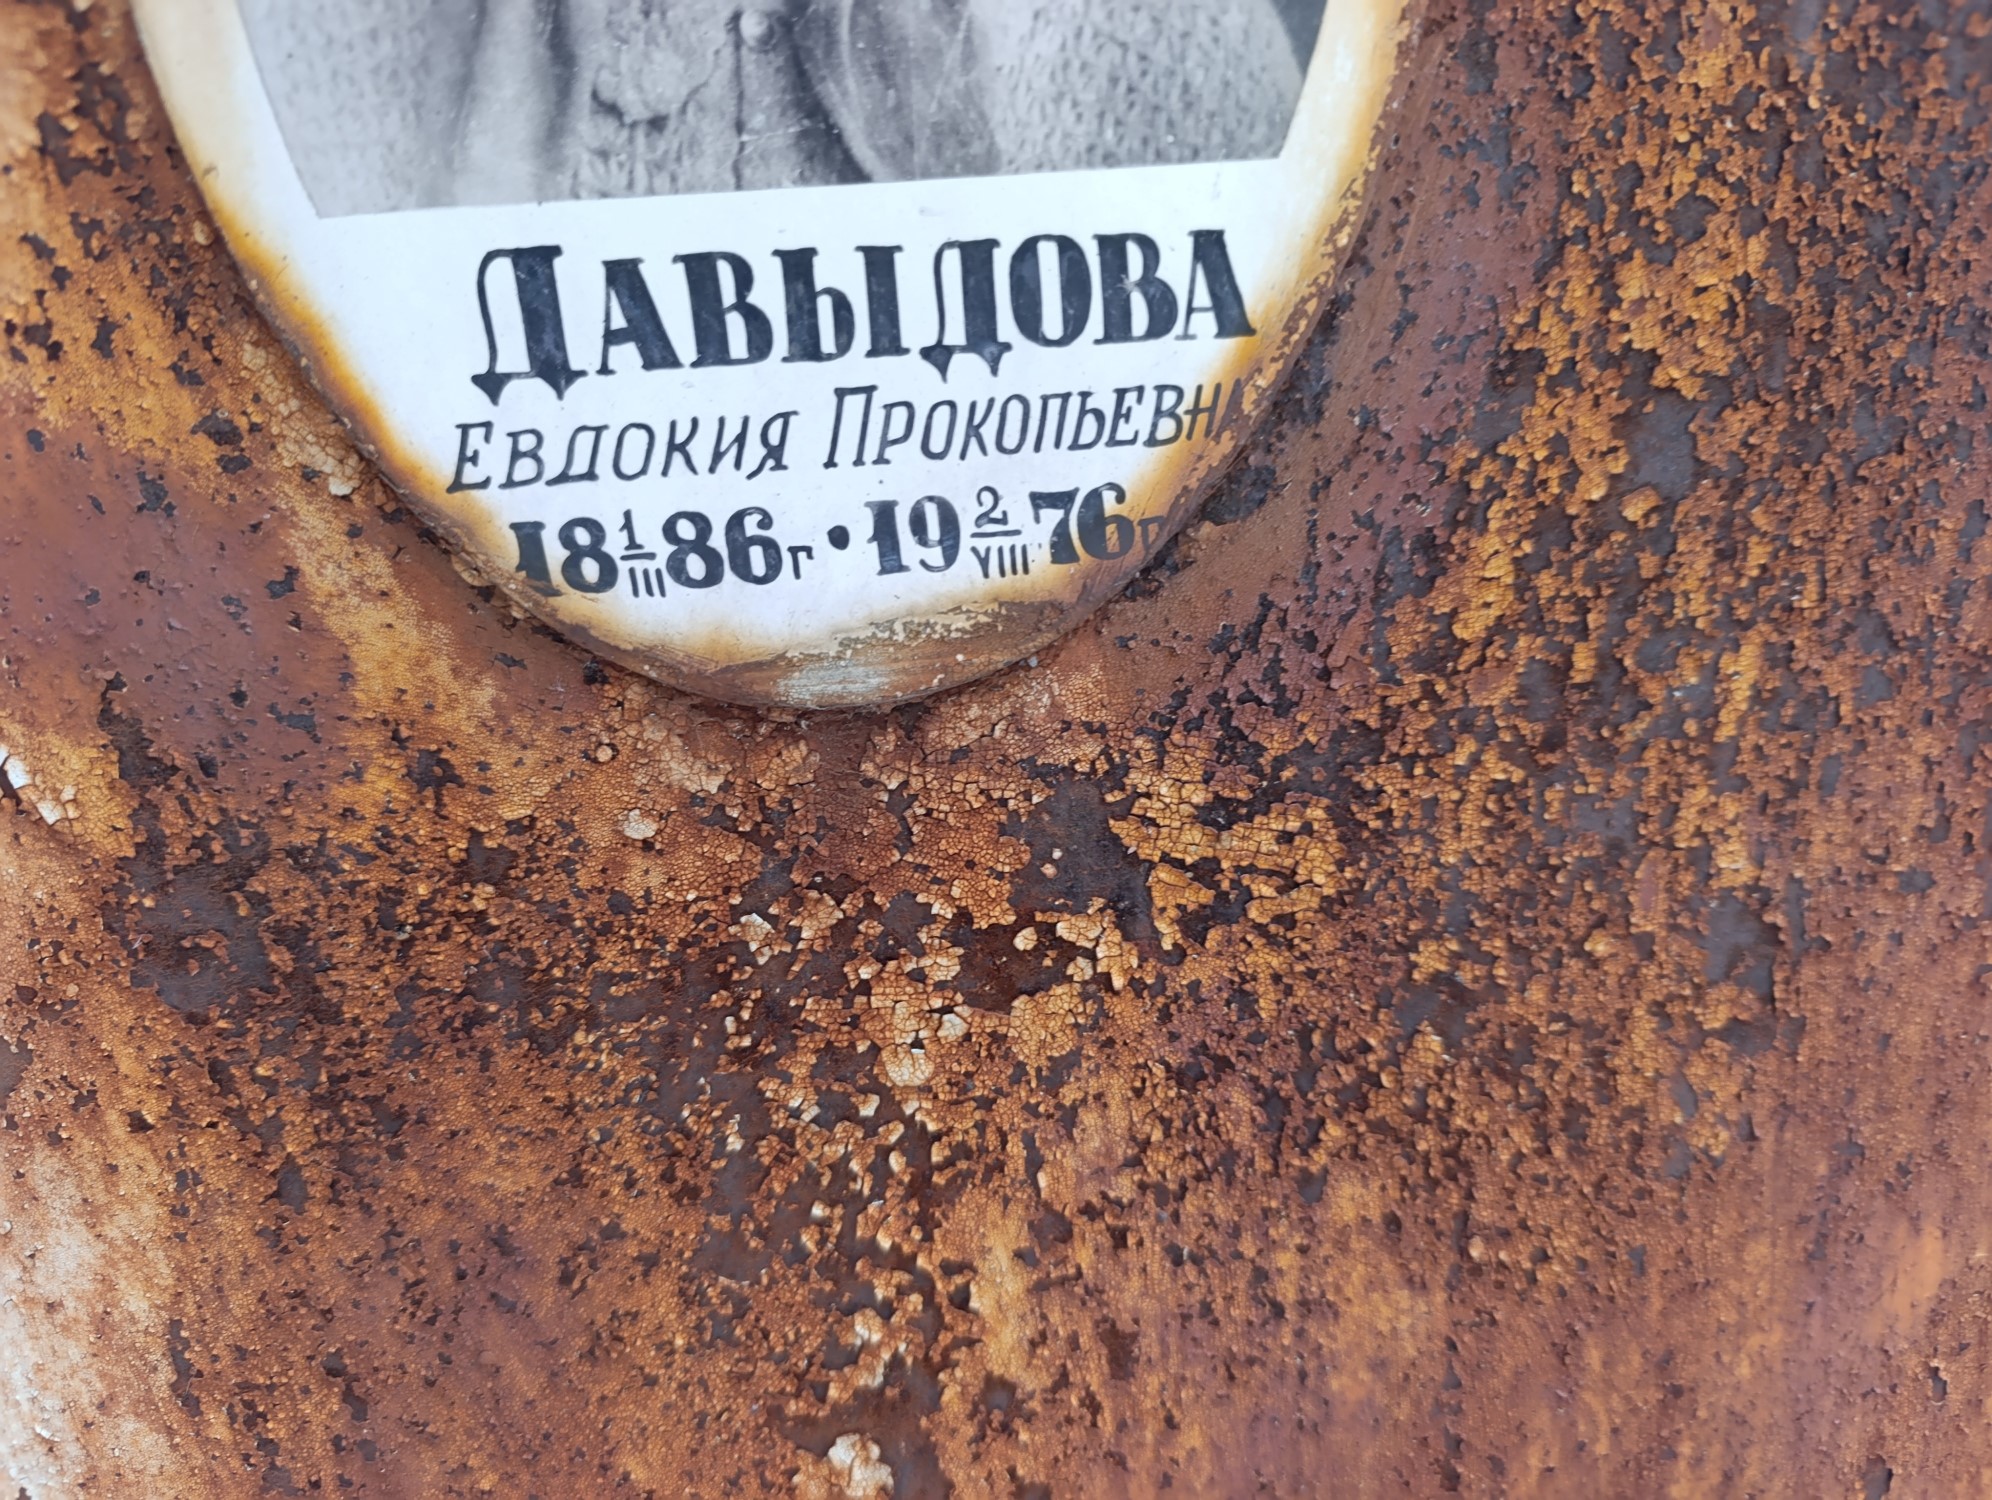 ДАВЫДОВА
ЕВДОКИЯ ПРОКОПЬЕВНА
18 1/III 86г • 19 2/VIII 76г